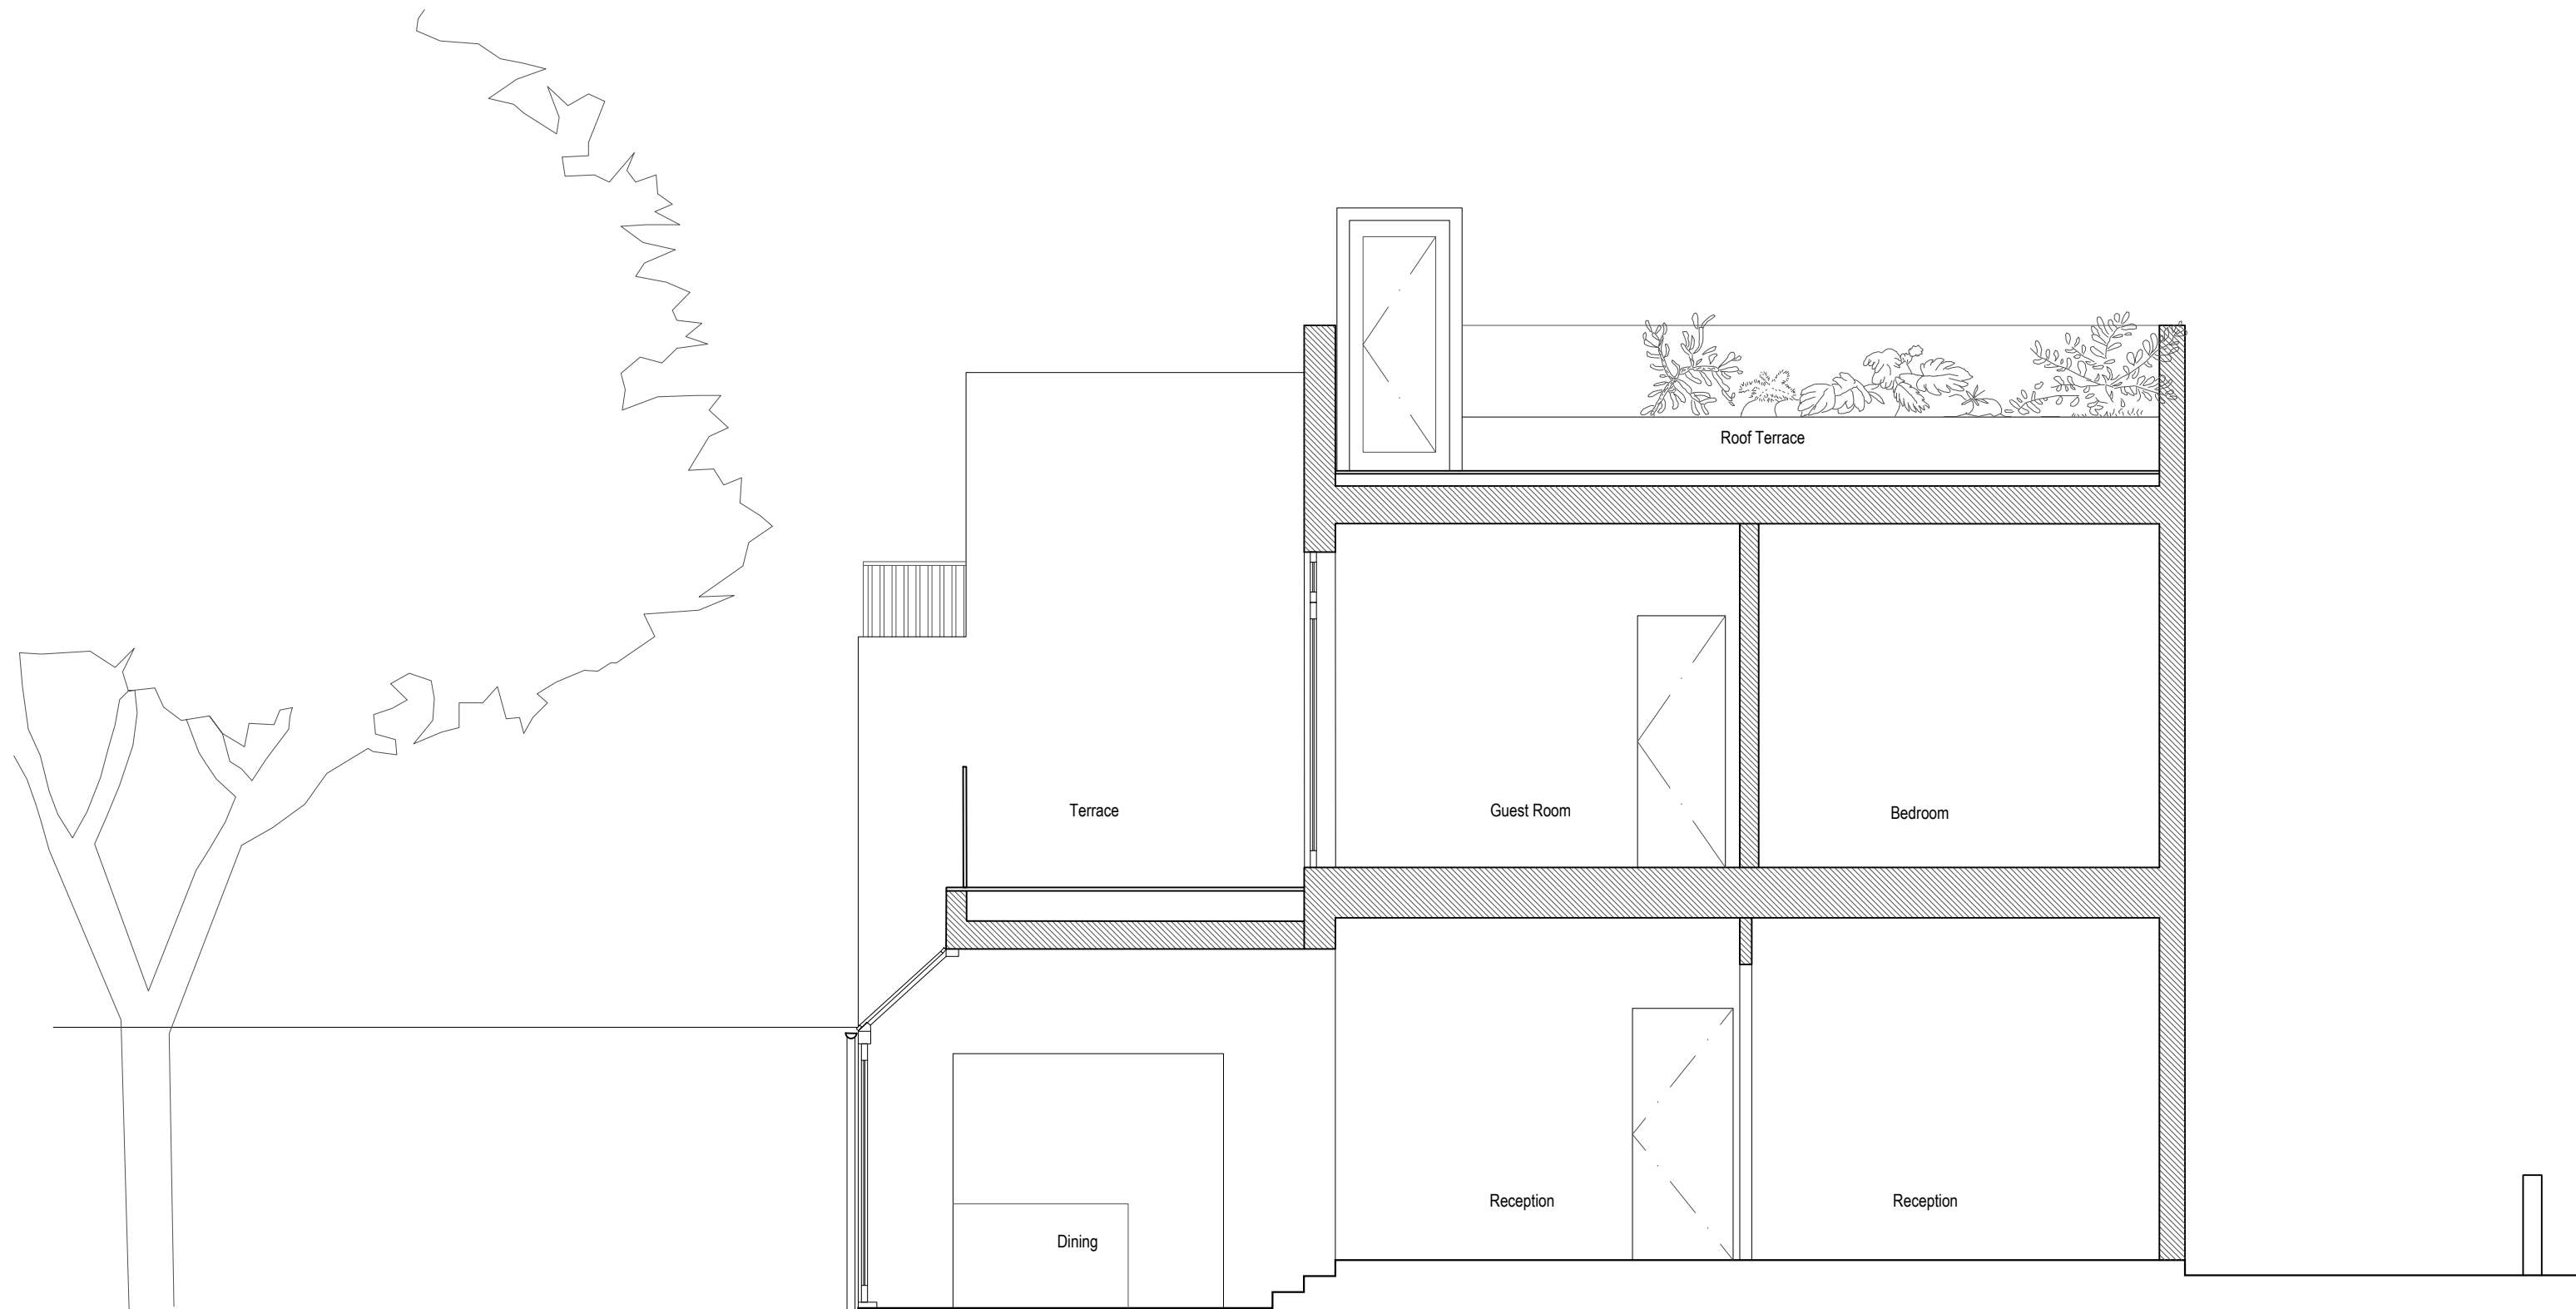 Roof Terrace
Terrace
Guest Room
Bedroom
Reception
Reception
Dining